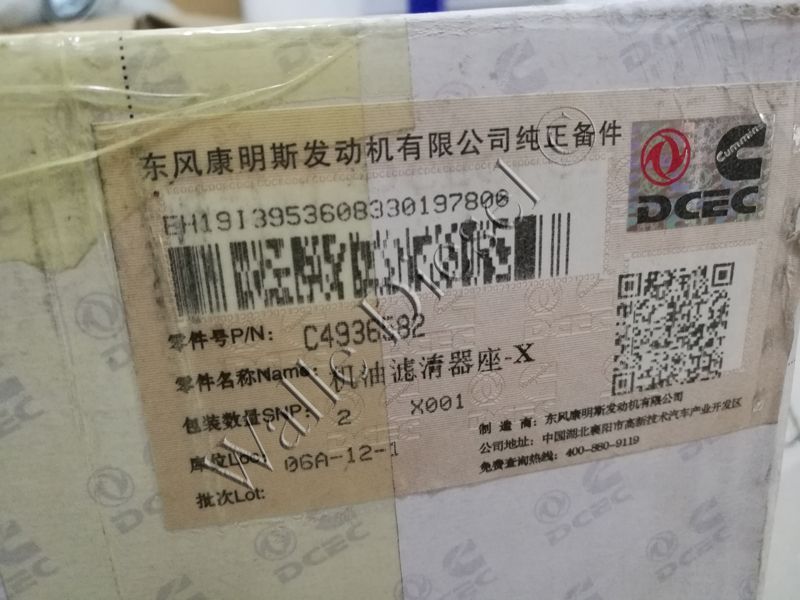 东风康明斯发动机有限公司纯正备件
Cummins
DCEC
EH19I39536083301978​06
零件号P/N: C4936582
零件名称Name: 机油滤清器座-X
包装数量SNP: 2 X001
库位Loc: 06A-12-1
批次Lot:
制 造 商: 东风康明斯发动机有限公司
公司地址: 中国湖北襄阳市高新技术汽车产业开发区
免费查询热线: 400-880-9119
DCEC
DCEC